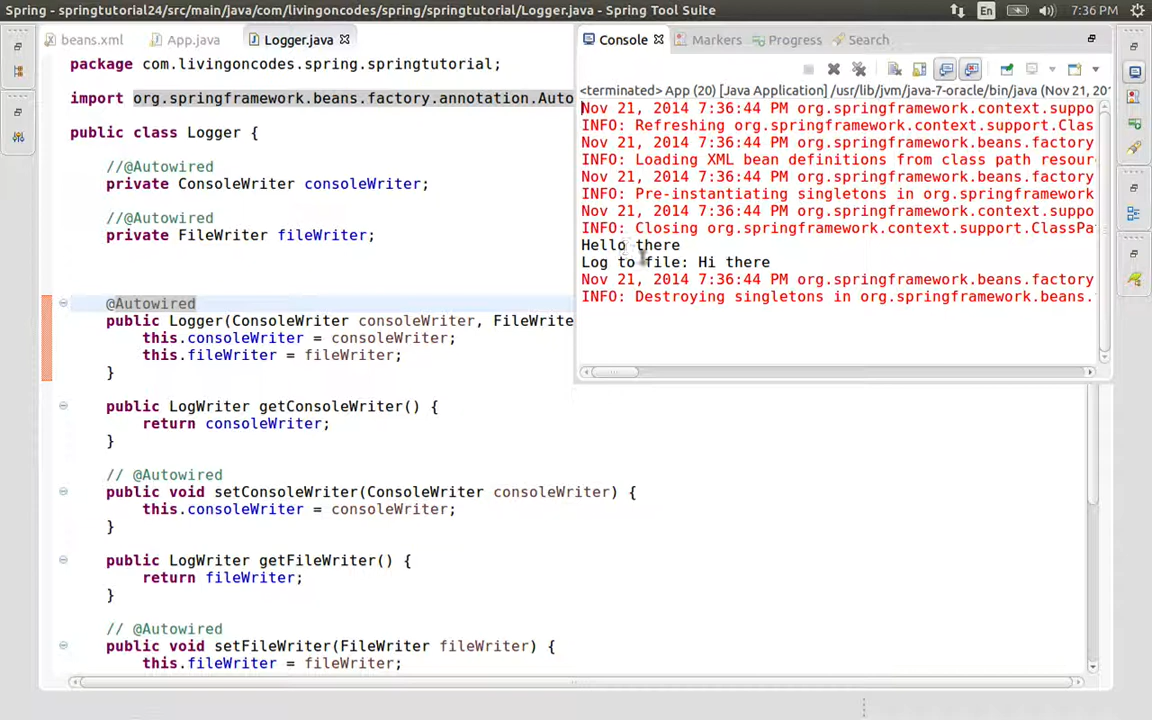 Spring - springtutorial24/src/main/java/com/livingoncodes/spring/springtutorial/Logger.java - Spring Tool Suite
En
7:36 PM
beans.xml
App.java
Logger.java
package com.livingoncodes.spring.springtutorial;
import org.springframework.beans.factory.annotation.Auto
public class Logger {
//@Autowired
private ConsoleWriter consoleWriter;
//@Autowired
private FileWriter fileWriter;
@Autowired
public Logger(ConsoleWriter consoleWriter, FileWrite
this.consoleWriter = consoleWriter;
this.fileWriter = fileWriter;
}
public LogWriter getConsoleWriter() {
return consoleWriter;
}
// @Autowired
public void setConsoleWriter(ConsoleWriter consoleWriter) {
this.consoleWriter = consoleWriter;
}
public LogWriter getFileWriter() {
return fileWriter;
}
// @Autowired
public void setFileWriter(FileWriter fileWriter) {
this.fileWriter = fileWriter;
Console
Markers
Progress
Search
<terminated> App (20) [Java Application] /usr/lib/jvm/java-7-oracle/bin/java (Nov 21, 20
Nov 21, 2014 7:36:44 PM org.springframework.context.suppo
INFO: Refreshing org.springframework.context.support.Clas
Nov 21, 2014 7:36:44 PM org.springframework.beans.factory
INFO: Loading XML bean definitions from class path resour
Nov 21, 2014 7:36:44 PM org.springframework.beans.factory
INFO: Pre-instantiating singletons in org.springframework
Nov 21, 2014 7:36:44 PM org.springframework.context.suppo
INFO: Closing org.springframework.context.support.ClassPa
Hello there
Log to file: Hi there
Nov 21, 2014 7:36:44 PM org.springframework.beans.factory
INFO: Destroying singletons in org.springframework.beans.